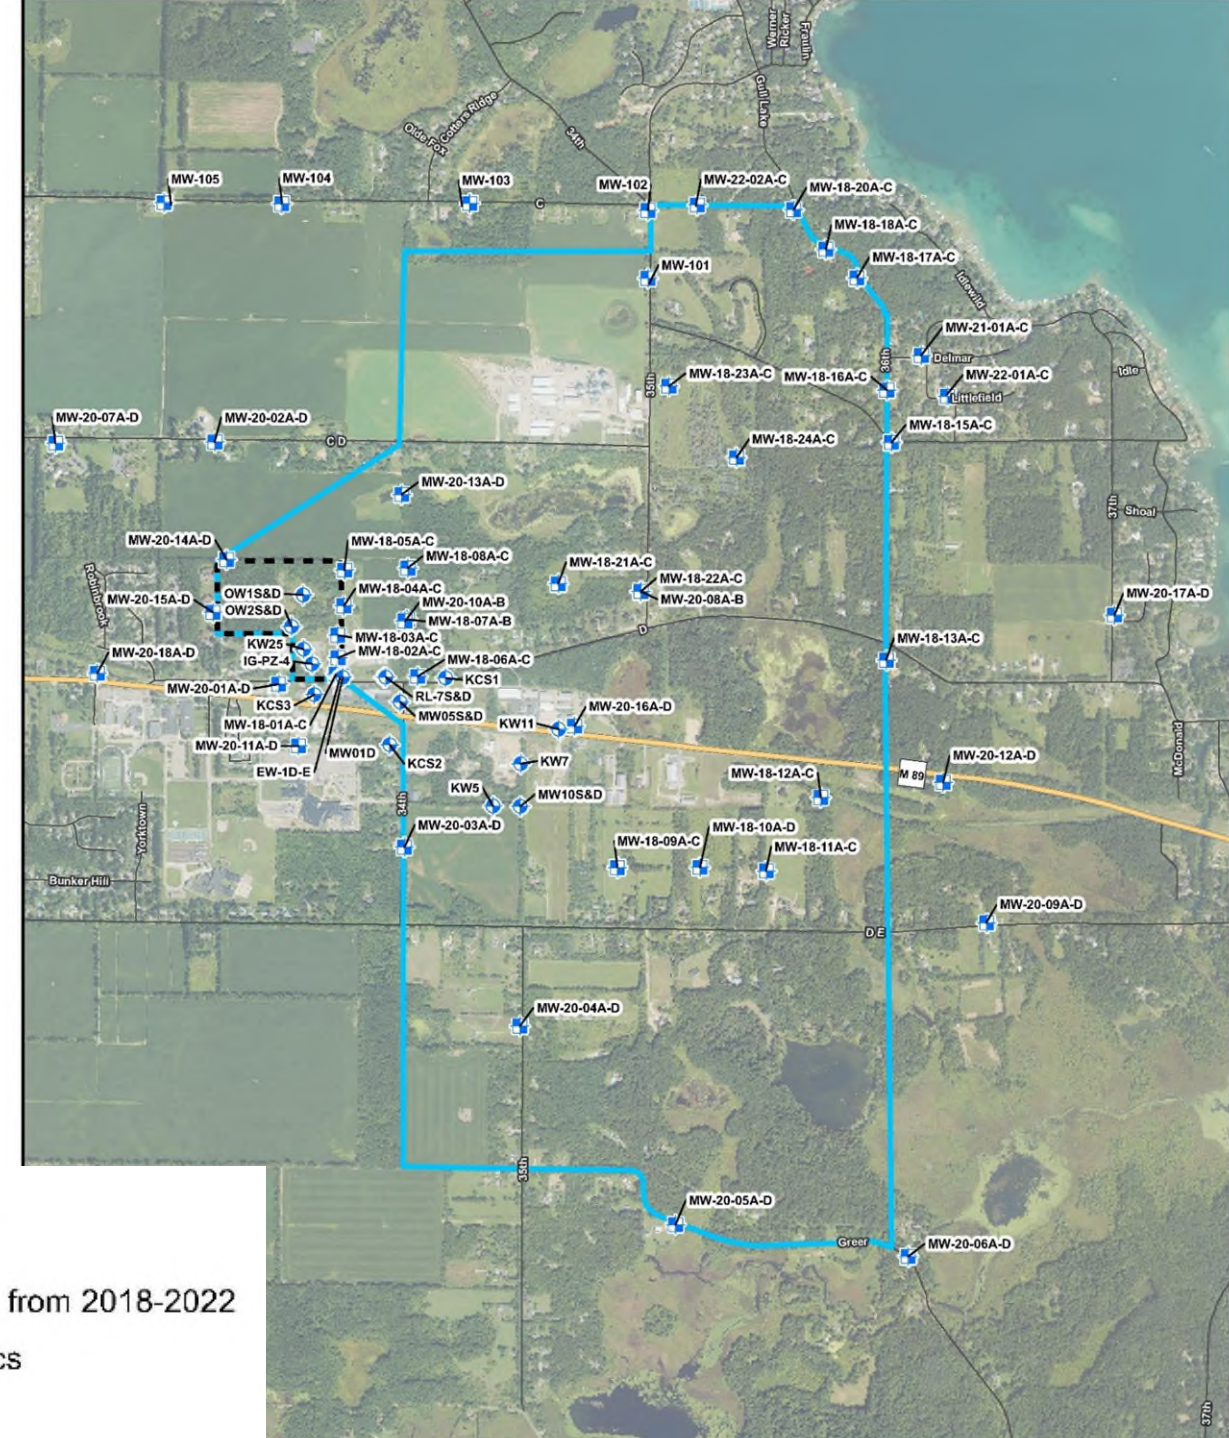 Werner
Ricker
Fraulin
Gull Lake
Olde Fox
Cotters Ridge
34th
MW-105
MW-104
MW-103
C
MW-102
MW-22-02A-C
MW-18-20A-C
MW-18-18A-C
MW-18-17A-C
MW-101
Idlewild
MW-21-01A-C
Delmar
36th
MW-18-23A-C
MW-18-16A-C
35th
MW-22-01A-C
Littlefield
Idle
MW-20-07A-D
MW-20-02A-D
C D
MW-18-24A-C
MW-18-15A-C
MW-20-13A-D
37th
Shoal
MW-20-14A-D
MW-18-05A-C
MW-18-08A-C
MW-18-21A-C
MW-18-22A-C
MW-20-08A-B
Robinbrook
OW1S&D
MW-18-04A-C
MW-20-15A-D
OW2S&D
MW-20-10A-B
MW-18-07A-B
MW-20-17A-D
D
KW25
MW-18-03A-C
MW-18-02A-C
MW-20-18A-D
IG-PZ-4
MW-18-06A-C
MW-18-13A-C
MW-20-01A-D
KCS1
KCS3
RL-7S&D
MW05S&D
MW-20-16A-D
MW-18-01A-C
KW11
MW-20-11A-D
MW01D
KCS2
EW-1D-E
KW7
MW-18-12A-C
M 89
MW-20-12A-D
McDonald
KW5
MW10S&D
34th
MW-20-03A-D
Yorktown
MW-18-09A-C
MW-18-10A-D
MW-18-11A-C
Bunker Hill
MW-20-09A-D
D E
MW-20-04A-D
35th
MW-20-05A-D
Greer
MW-20-06A-D
from 2018-2022
cs
37th